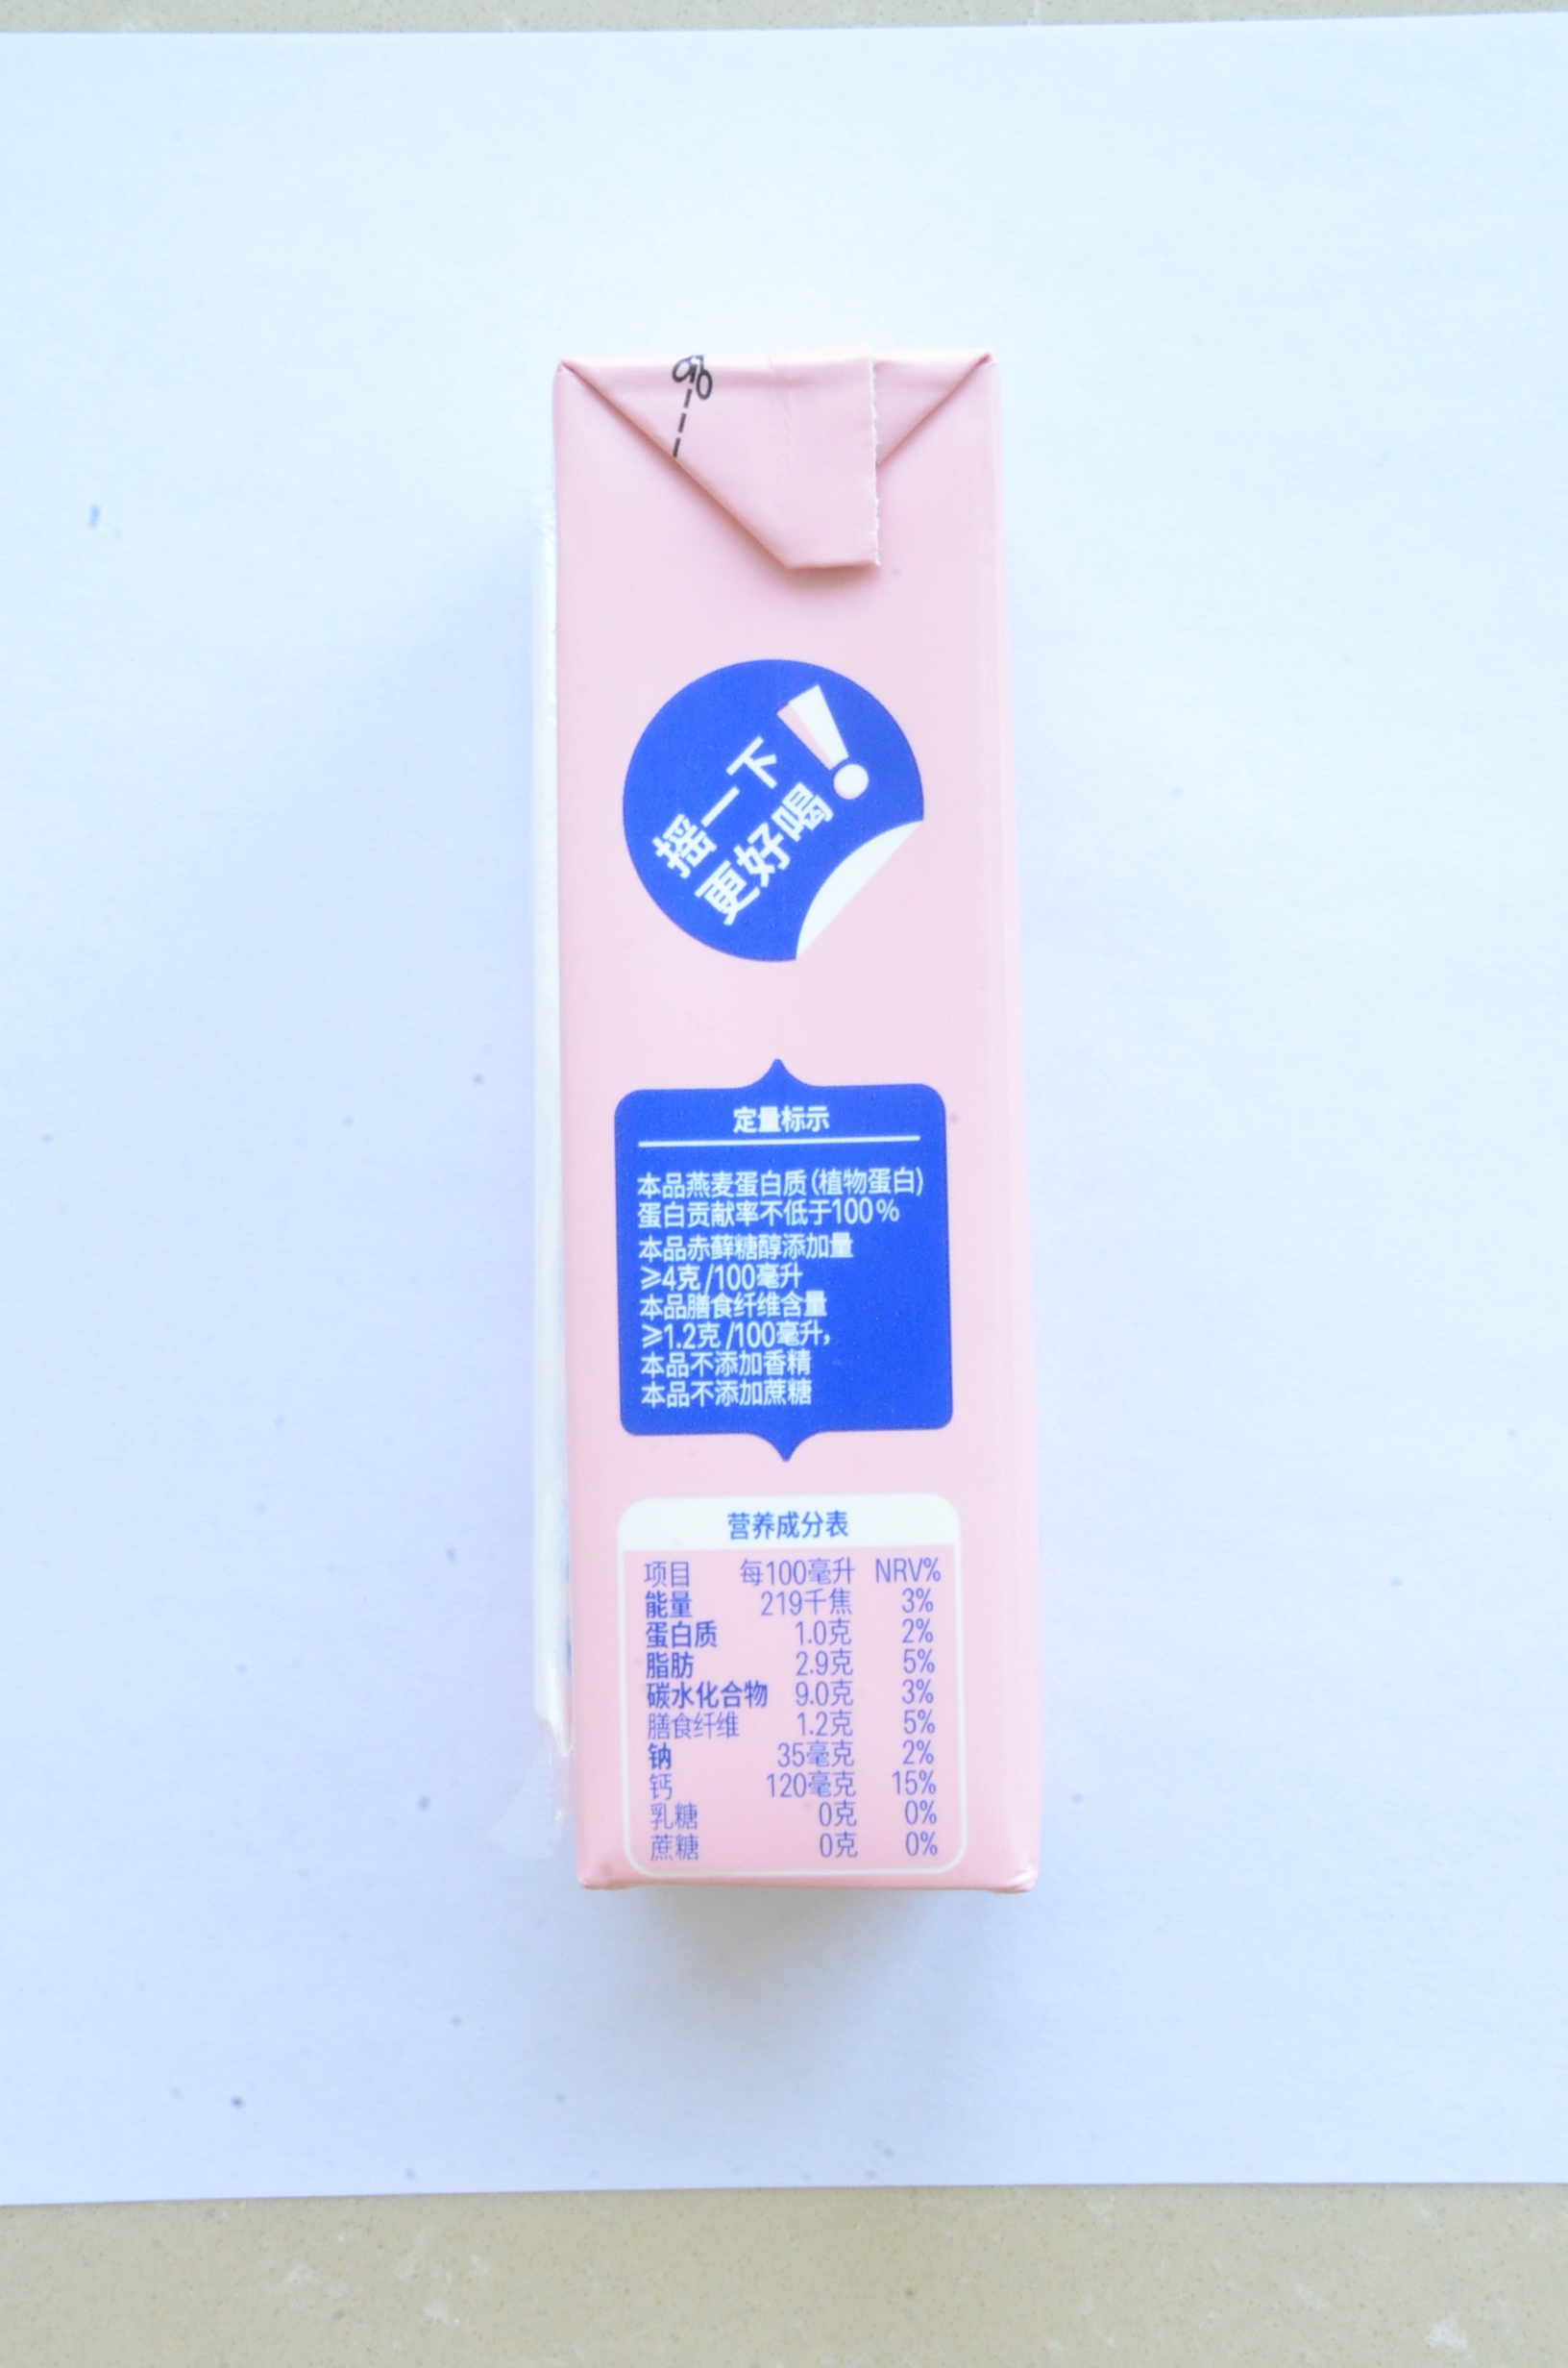 摇一下
更好喝!
定量标示
本品燕麦蛋白质(植物蛋白)
蛋白贡献率不低于100%
本品赤藓糖醇添加量
≥4克/100毫升
本品膳食纤维含量
≥1.2克/100毫升,
本品不添加香精
本品不添加蔗糖
营养成分表
项目 每100毫升 NRV%
能量 219千焦 3%
蛋白质 1.0克 2%
脂肪 2.9克 5%
碳水化合物 9.0克 3%
膳食纤维 1.2克 5%
钠 35毫克 2%
钙 120毫克 15%
乳糖 0克 0%
蔗糖 0克 0%